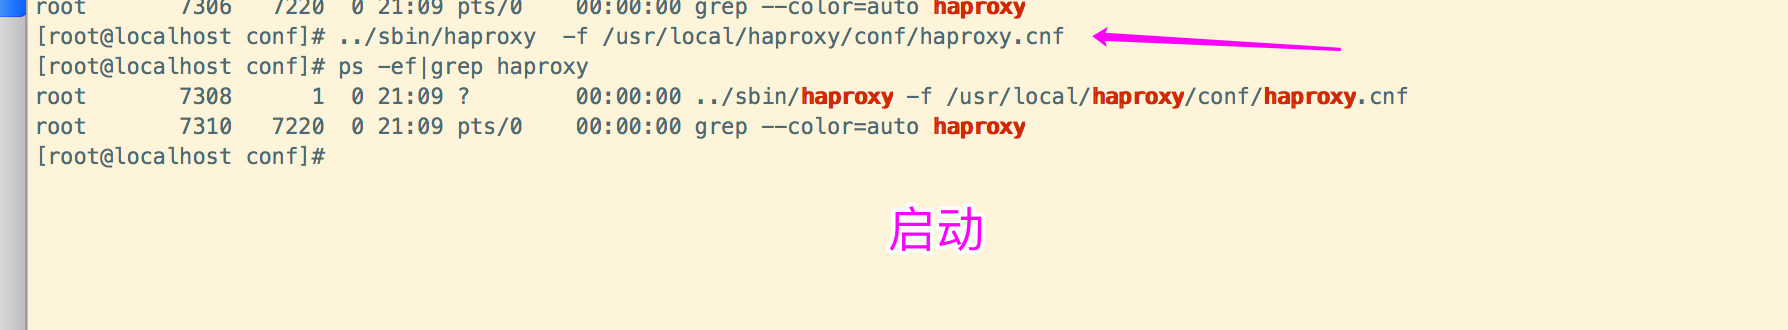 root       7306   7220  0 21:09 pts/0    00:00:00 grep --color=auto haproxy
[root@localhost conf]# ../sbin/haproxy  -f /usr/local/haproxy/conf/haproxy.cnf
[root@localhost conf]# ps -ef|grep haproxy
root       7308      1  0 21:09 ?        00:00:00 ../sbin/haproxy -f /usr/local/haproxy/conf/haproxy.cnf
root       7310   7220  0 21:09 pts/0    00:00:00 grep --color=auto haproxy
[root@localhost conf]#
启动